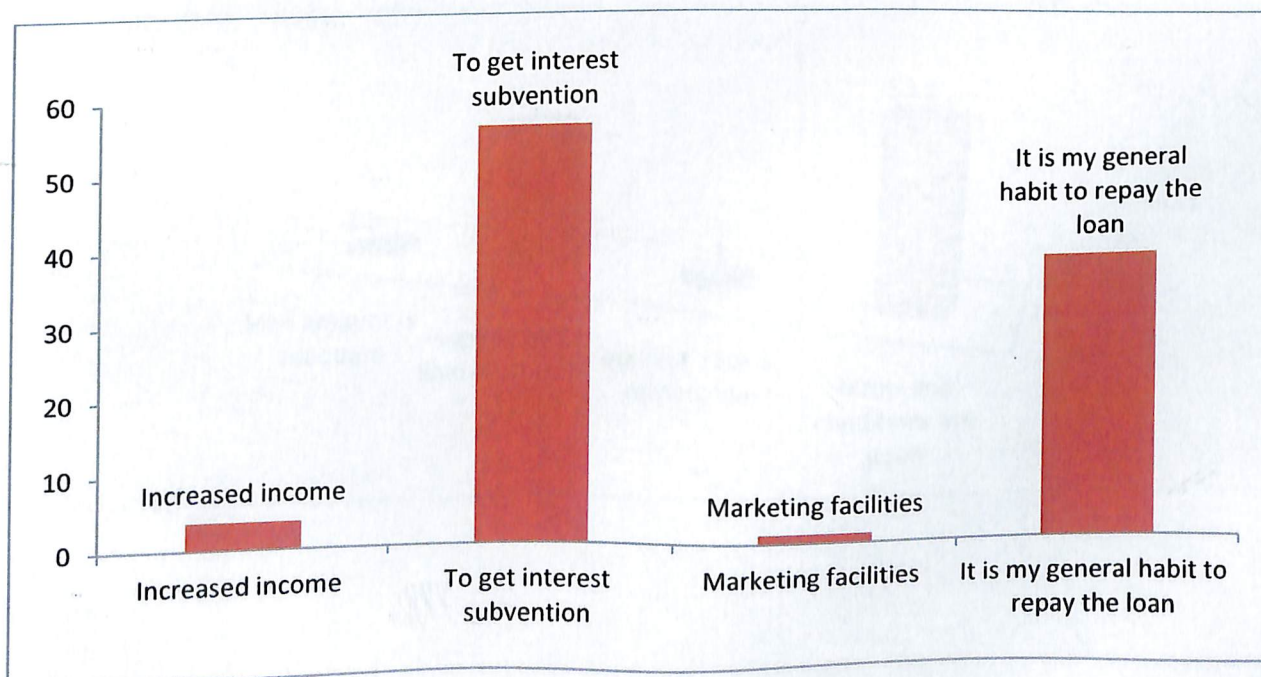 To get interest
subvention
60
50
It is my general
habit to repay the
loan
40
30
20
10
Increased income
Marketing facilities
0
Increased income
To get interest
subvention
Marketing facilities
It is my general habit to
repay the loan